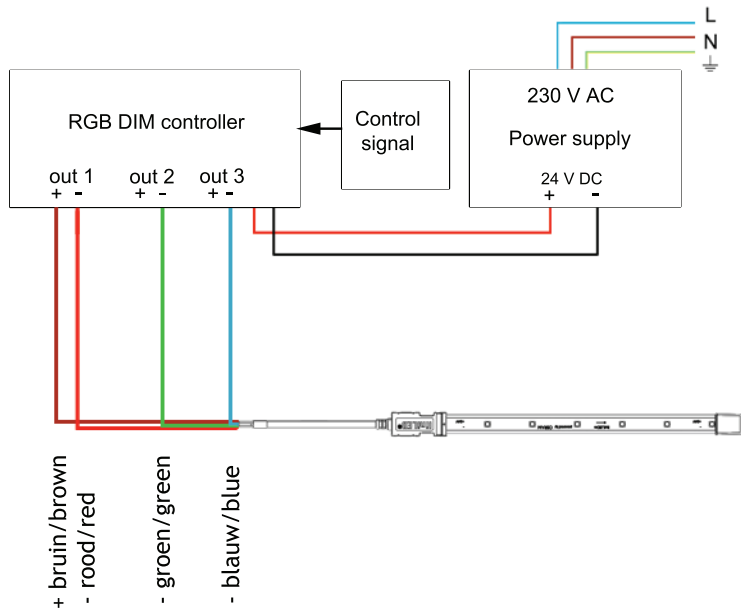 L
N
230 V AC
RGB DIM controller
Control
signal
Power supply
out 1
out 2
out 3
24 V DC
+ - + - + -
+ -
+ bruin/brown
- rood/red
- groen/green
- blauw/blue